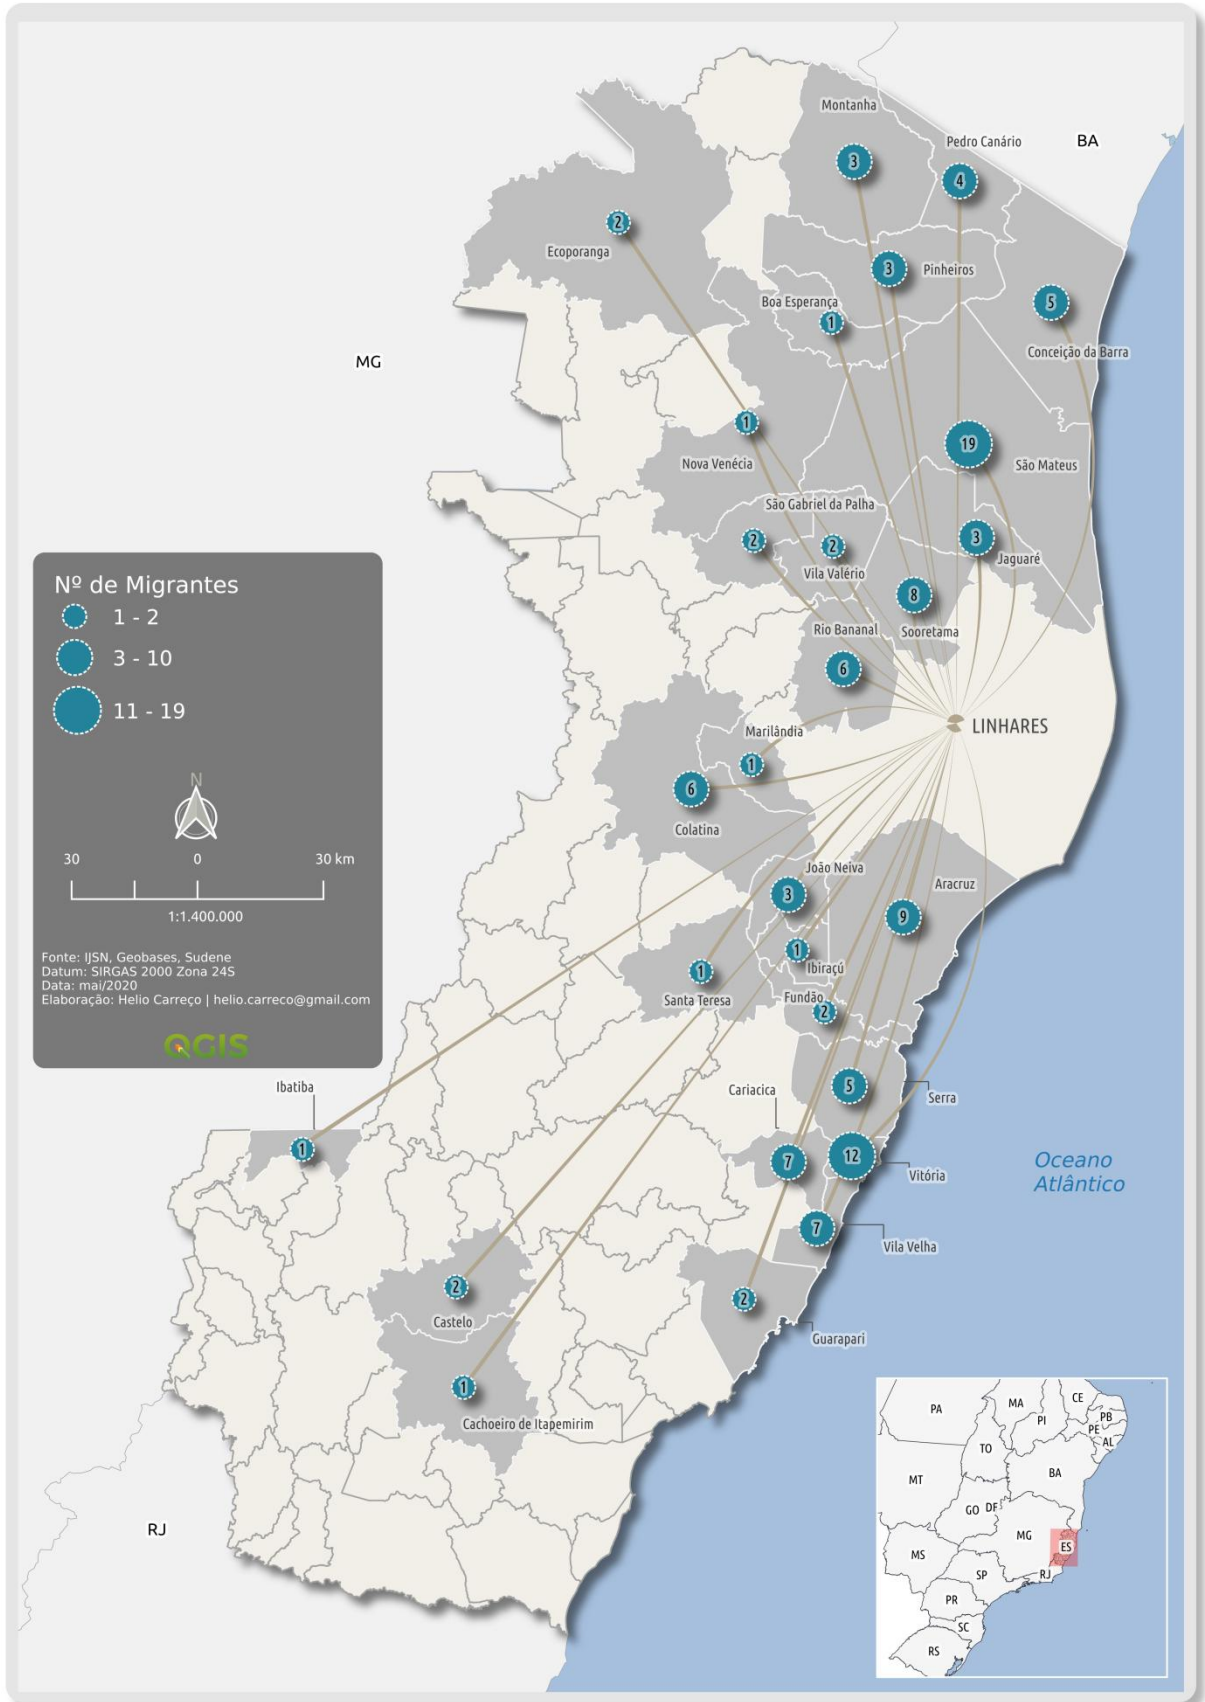 Montanha
3
Pedro Canário
4
BA
2
Ecoporanga
3
Pinheiros
Boa Esperança
1
5
Conceição da Barra
MG
1
Nova Venécia
19
São Mateus
São Gabriel da Palha
2
2
Vila Valério
3
Jaguaré
8
Sooretama
Rio Bananal
6
LINHARES
Marilândia
1
6
Colatina
João Neiva
3
Aracruz
9
1
Ibiraçú
1
Santa Teresa
Fundão
2
Nº de Migrantes
1 - 2
3 - 10
11 - 19
N
30 0 30 km
1:1.400.000
Fonte: IJSN, Geobases, Sudene
Datum: SIRGAS 2000 Zona 24S
Data: mai/2020
Elaboração: Helio Carreço | helio.carreco@gmail.com
QGIS
Ibatiba
1
Cariacica
5
Serra
7
12
Vitória
Oceano
Atlântico
7
Vila Velha
2
Castelo
2
Guarapari
1
Cachoeiro de Itapemirim
RJ
PA
MA
CE
PI
PB
PE
AL
TO
BA
MT
GO
DF
MG
ES
MS
SP
RJ
PR
SC
RS